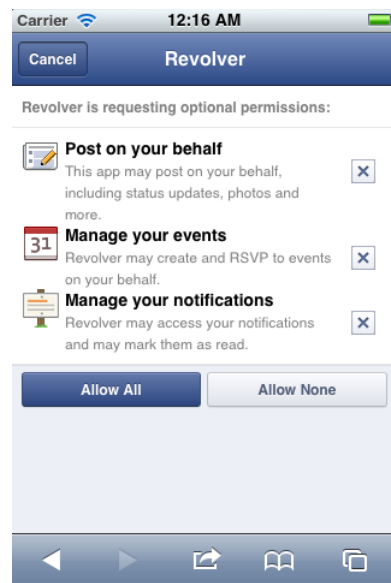 Carrier 12:16 AM
Cancel Revolver
Revolver is requesting optional permissions:
Post on your behalf
This app may post on your behalf,
including status updates, photos and
more.
31
Manage your events
Revolver may create and RSVP to events
on your behalf.
Manage your notifications
Revolver may access your notifications
and may mark them as read.
Allow All Allow None